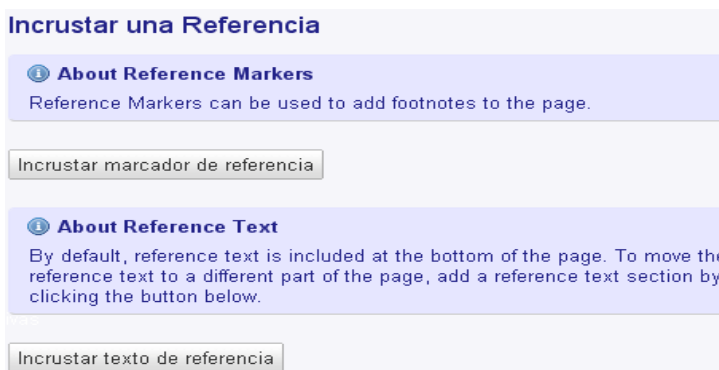 Incrustar una Referencia
About Reference Markers
Reference Markers can be used to add footnotes to the page.
Incrustar marcador de referencia
About Reference Text
By default, reference text is included at the bottom of the page. To move the
reference text to a different part of the page, add a reference text section by
clicking the button below.
Incrustar texto de referencia